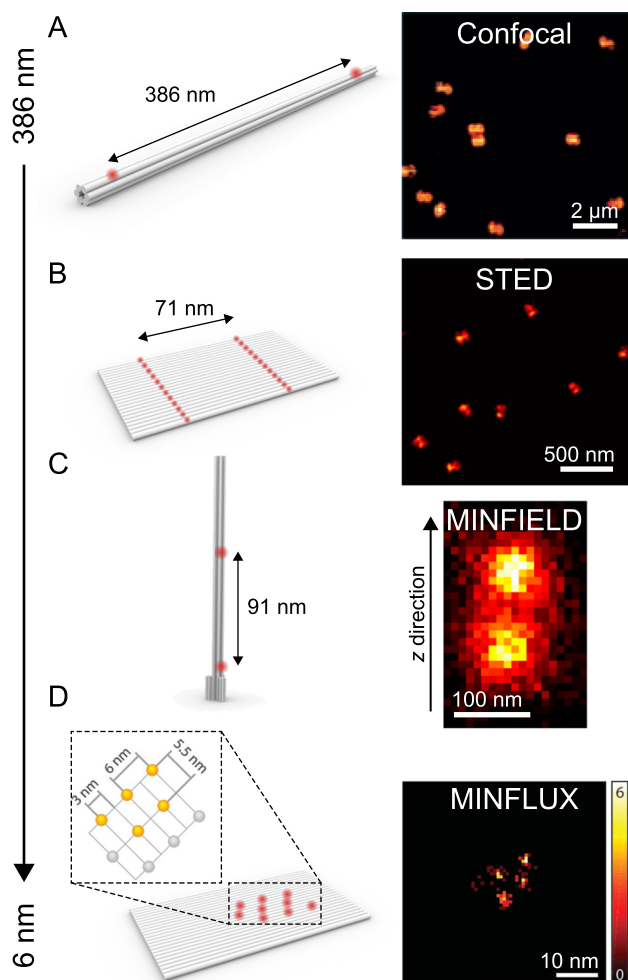 A
386 nm
386 nm
Confocal
2 µm
B
71 nm
STED
500 nm
C
91 nm
MINFIELD
z direction
100 nm
D
3 nm
6 nm
5.5 nm
6 nm
MINFLUX
6
0
10 nm